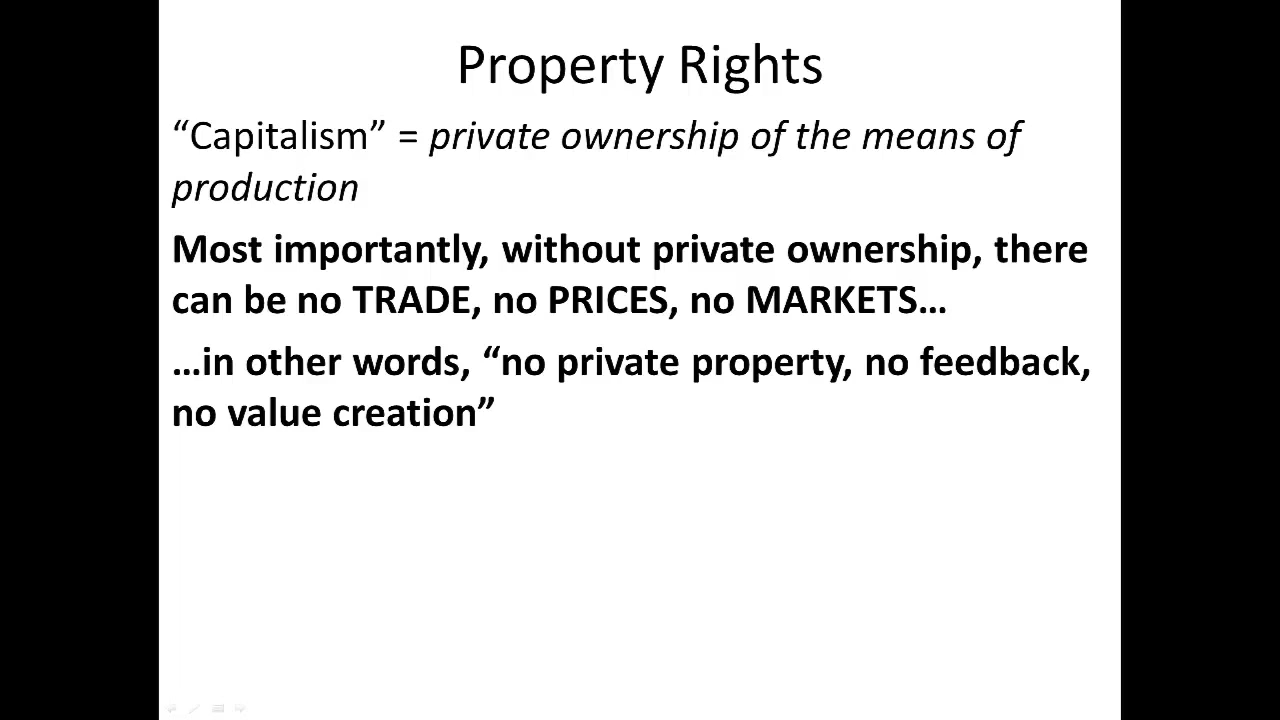 Property Rights
“Capitalism” = private ownership of the means of
production
Most importantly, without private ownership, there
can be no TRADE, no PRICES, no MARKETS…
…in other words, “no private property, no feedback,
no value creation”